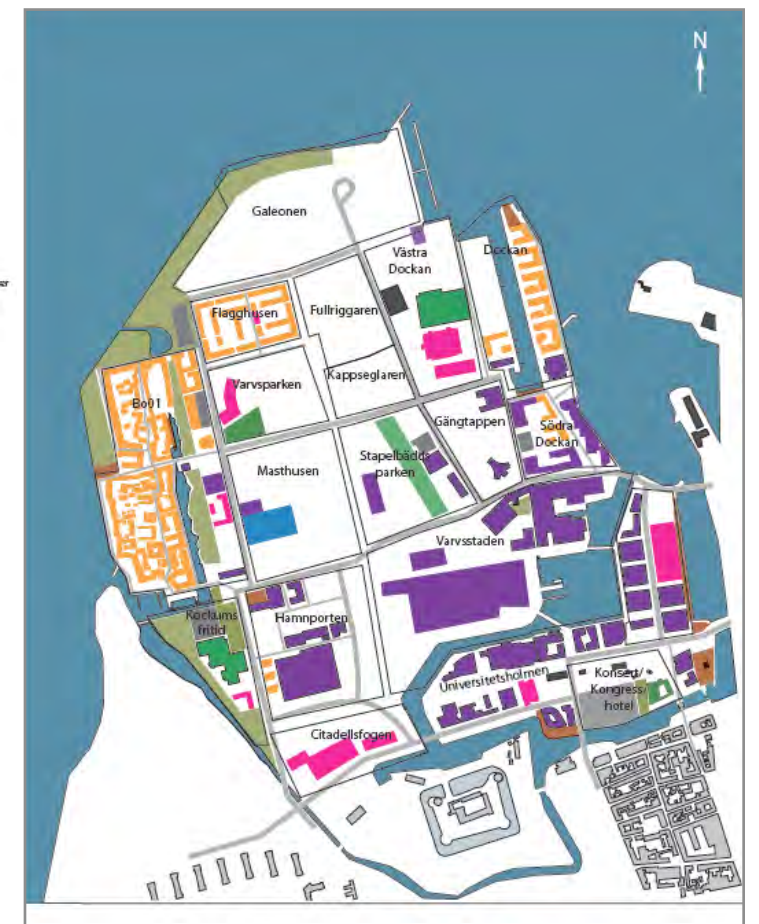 N
Galeonen
Västra
Dockan
Dockan
Flagghusen
Fullriggaren
Varvsparken
Kappseglaren
Bo01
Gängtappen
Södra
Dockan
Masthusen
Stapelbädds
parken
Varvsstaden
Kockums
fritid
Hamnporten
Universitetsholmen
Konsert/
Kongress/
hotel
Citadellsfogen